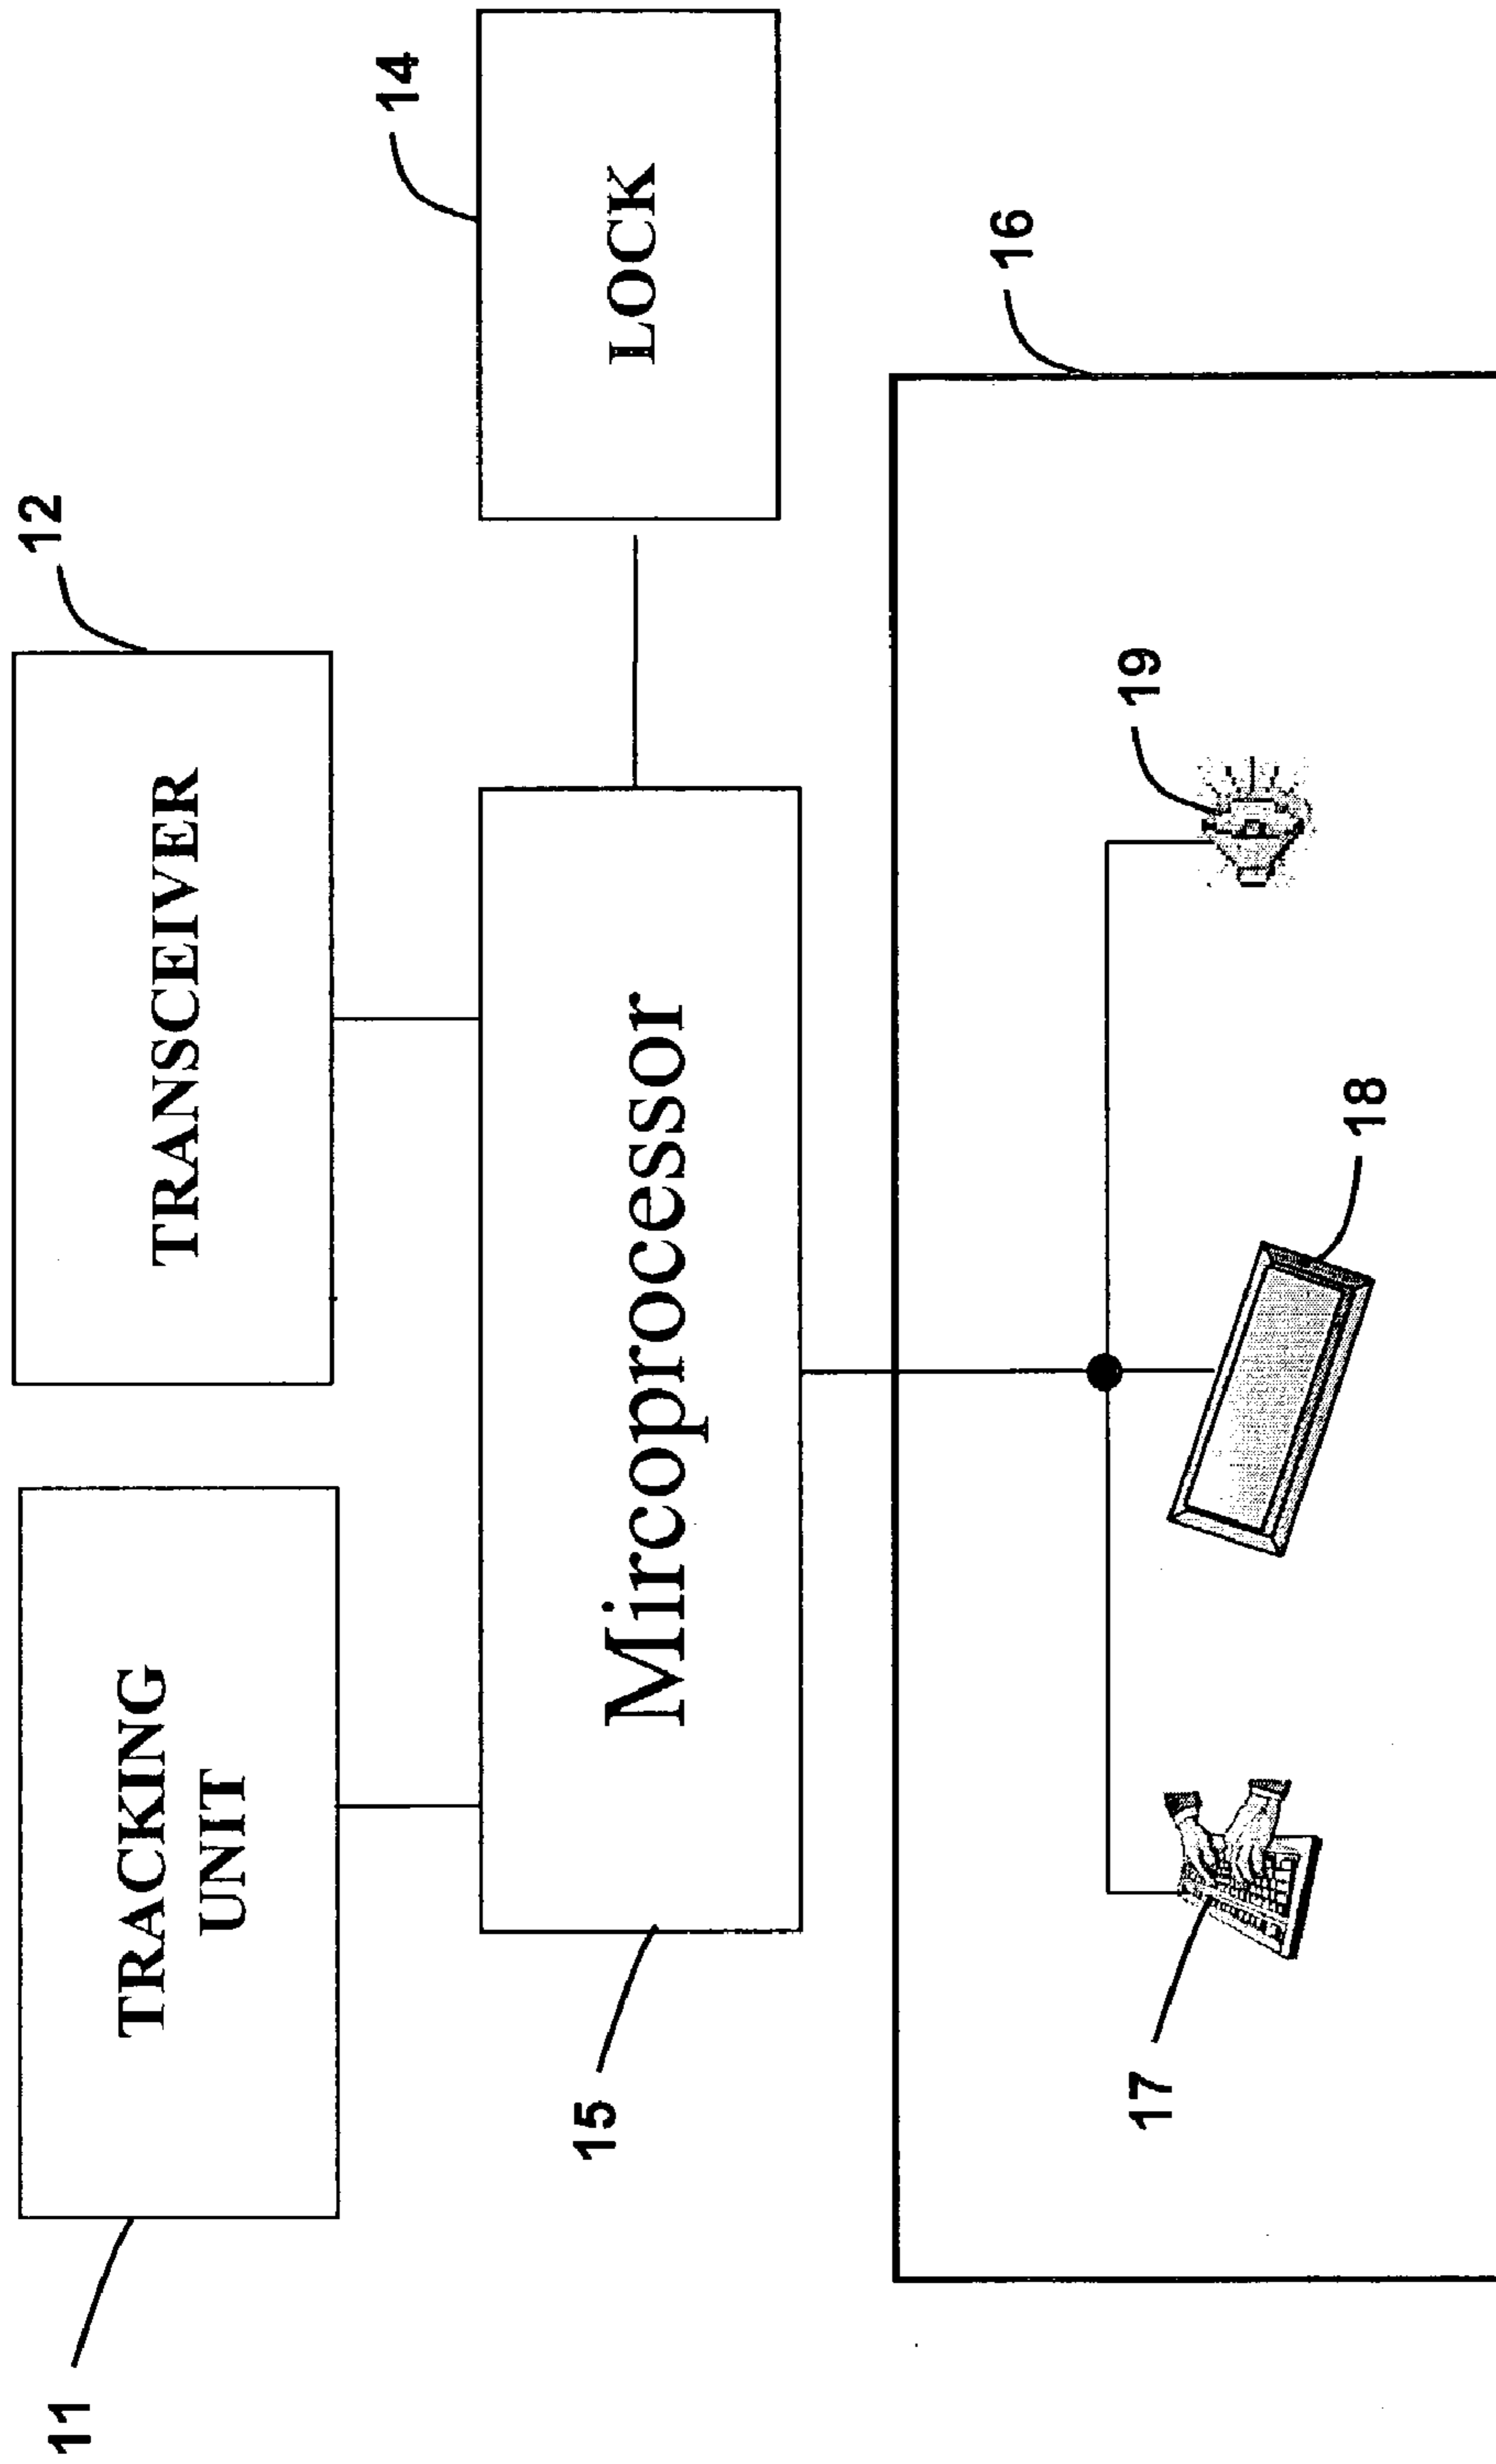 11
TRACKING
UNIT
12
TRANSCEIVER
14
LOCK
15
Mircoprocessor
16
17
18
19